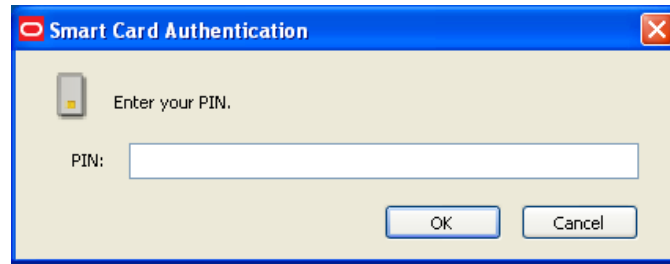 Smart Card Authentication
Enter your PIN.
PIN:
OK Cancel